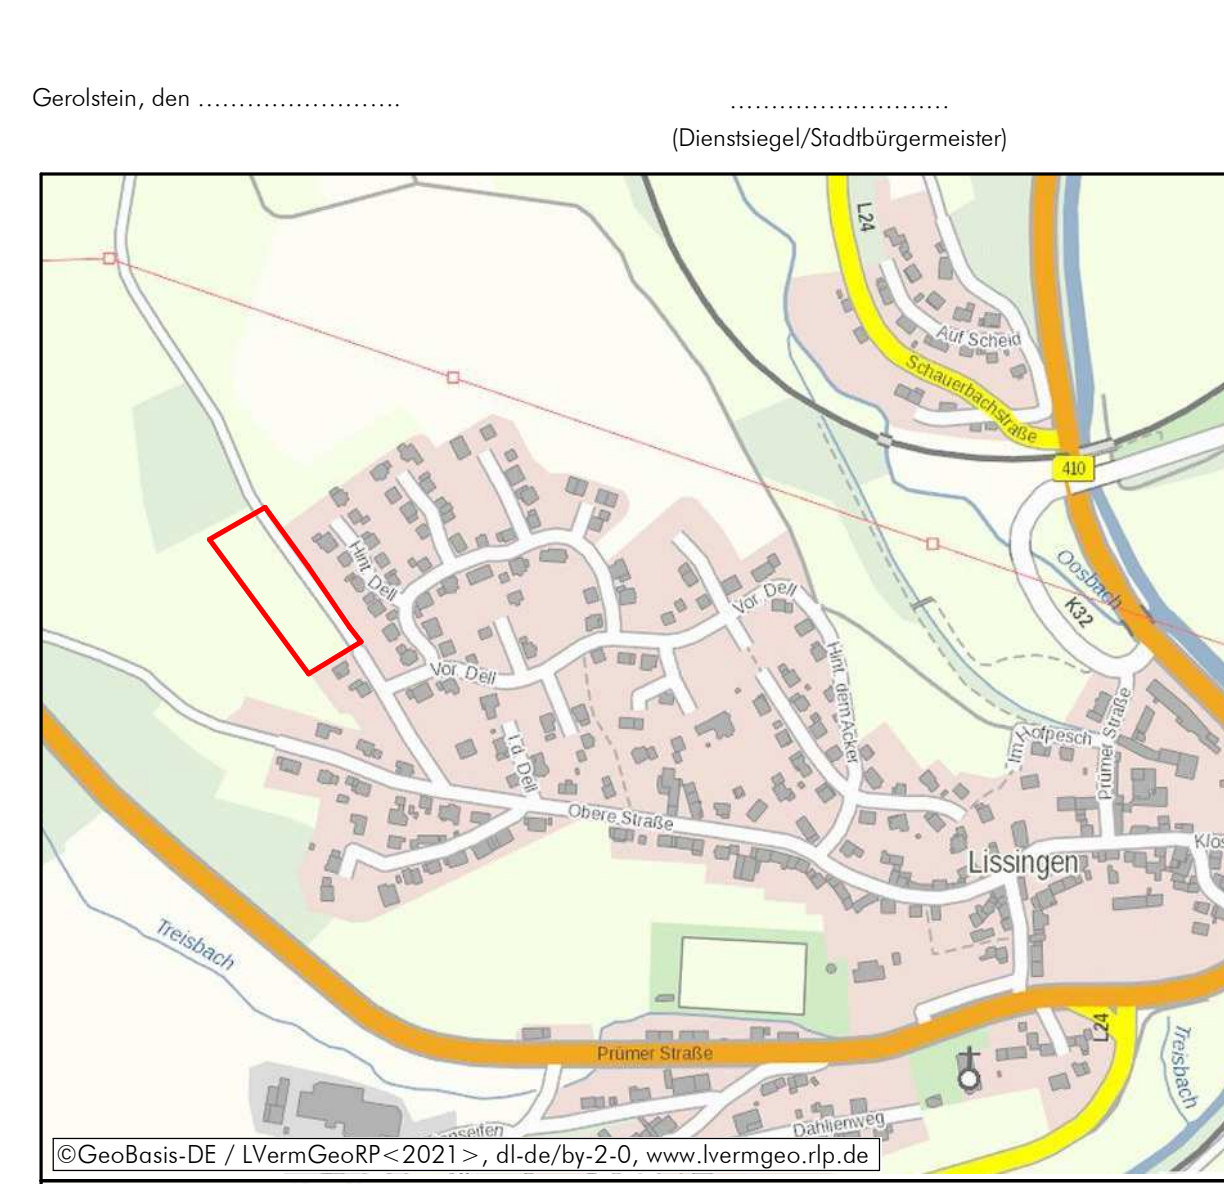 Gerolstein, den .........................
...........................
(Dienstsiegel/Stadtbürgermeister)
L24
Auf Scheid
Schauerbachstraße
410
Oosbach
K32
Hint. Dell
Vor. Dell
Vor. Dell
Hint. dem Acker
I.d. Dell
Im Hofpesch
Prümer Straße
Obere Straße
Lissingen
Klos
Treisbach
L24
Treisbach
Prümer Straße
Dahlienweg
©GeoBasis-DE / LVermGeoRP<2021>, dl-de/by-2-0, www.lvermgeo.rlp.de